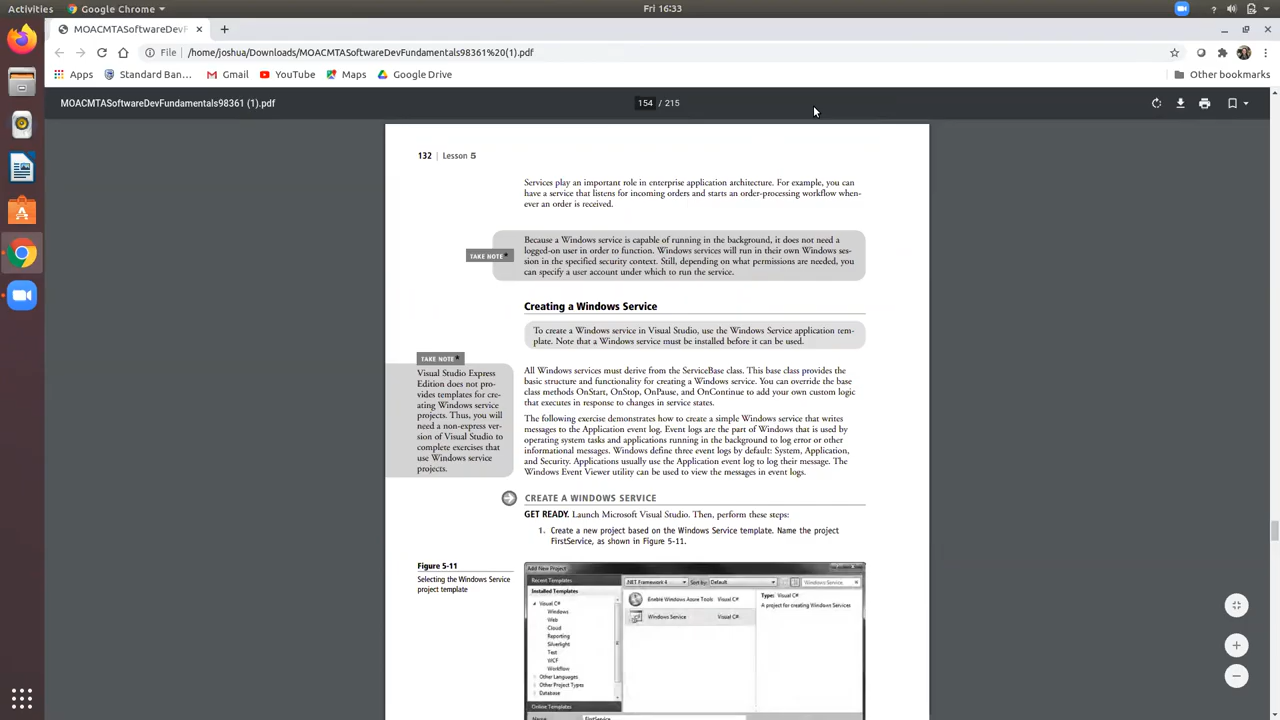 Activities
Google Chrome
Fri 16:33
MOACMTASoftwareDevF
File
/home/joshua/Downloads/MOACMTASoftwareDevFundamentals98361%20(1).pdf
Apps
Standard Ban...
Gmail
YouTube
Maps
Google Drive
Other bookmarks
MOACMTASoftwareDevFundamentals98361 (1).pdf
154 / 215
132 | Lesson 5
Services play an important role in enterprise application architecture. For example, you can
have a service that listens for incoming orders and starts an order-processing workflow when-
ever an order is received.
TAKE NOTE*
Because a Windows service is capable of running in the background, it does not need a
logged-on user in order to function. Windows services will run in their own Windows ses-
sion in the specified security context. Still, depending on what permissions are needed, you
can specify a user account under which to run the service.
Creating a Windows Service
To create a Windows service in Visual Studio, use the Windows Service application tem-
plate. Note that a Windows service must be installed before it can be used.
TAKE NOTE*
Visual Studio Express
Edition does not pro-
vides templates for cre-
ating Windows service
projects. Thus, you will
need a non-express ver-
sion of Visual Studio to
complete exercises that
use Windows service
projects.
All Windows services must derive from the ServiceBase class. This base class provides the
basic structure and functionality for creating a Windows service. You can override the base
class methods OnStart, OnStop, OnPause, and OnContinue to add your own custom logic
that executes in response to changes in service states.
The following exercise demonstrates how to create a simple Windows service that writes
messages to the Application event log. Event logs are the part of Windows that is used by
operating system tasks and applications running in the background to log error or other
informational messages. Windows define three event logs by default: System, Application,
and Security. Applications usually use the Application event log to log their message. The
Windows Event Viewer utility can be used to view the messages in event logs.
CREATE A WINDOWS SERVICE
GET READY. Launch Microsoft Visual Studio. Then, perform these steps:
1. Create a new project based on the Windows Service template. Name the project
FirstService, as shown in Figure 5-11.
Figure 5-11
Selecting the Windows Service
project template
Add New Project
Recent Templates
Installed Templates
Visual C#
Windows
Web
Cloud
Reporting
Silverlight
Test
WCF
Workflow
Other Languages
Other Project Types
Database
Online Templates
.NET Framework 4
Sort by: Default
Windows Service
Enable Windows Azure Tools Visual C#
Windows Service Visual C#
Type: Visual C#
A project for creating Windows Services
Name
FirstService